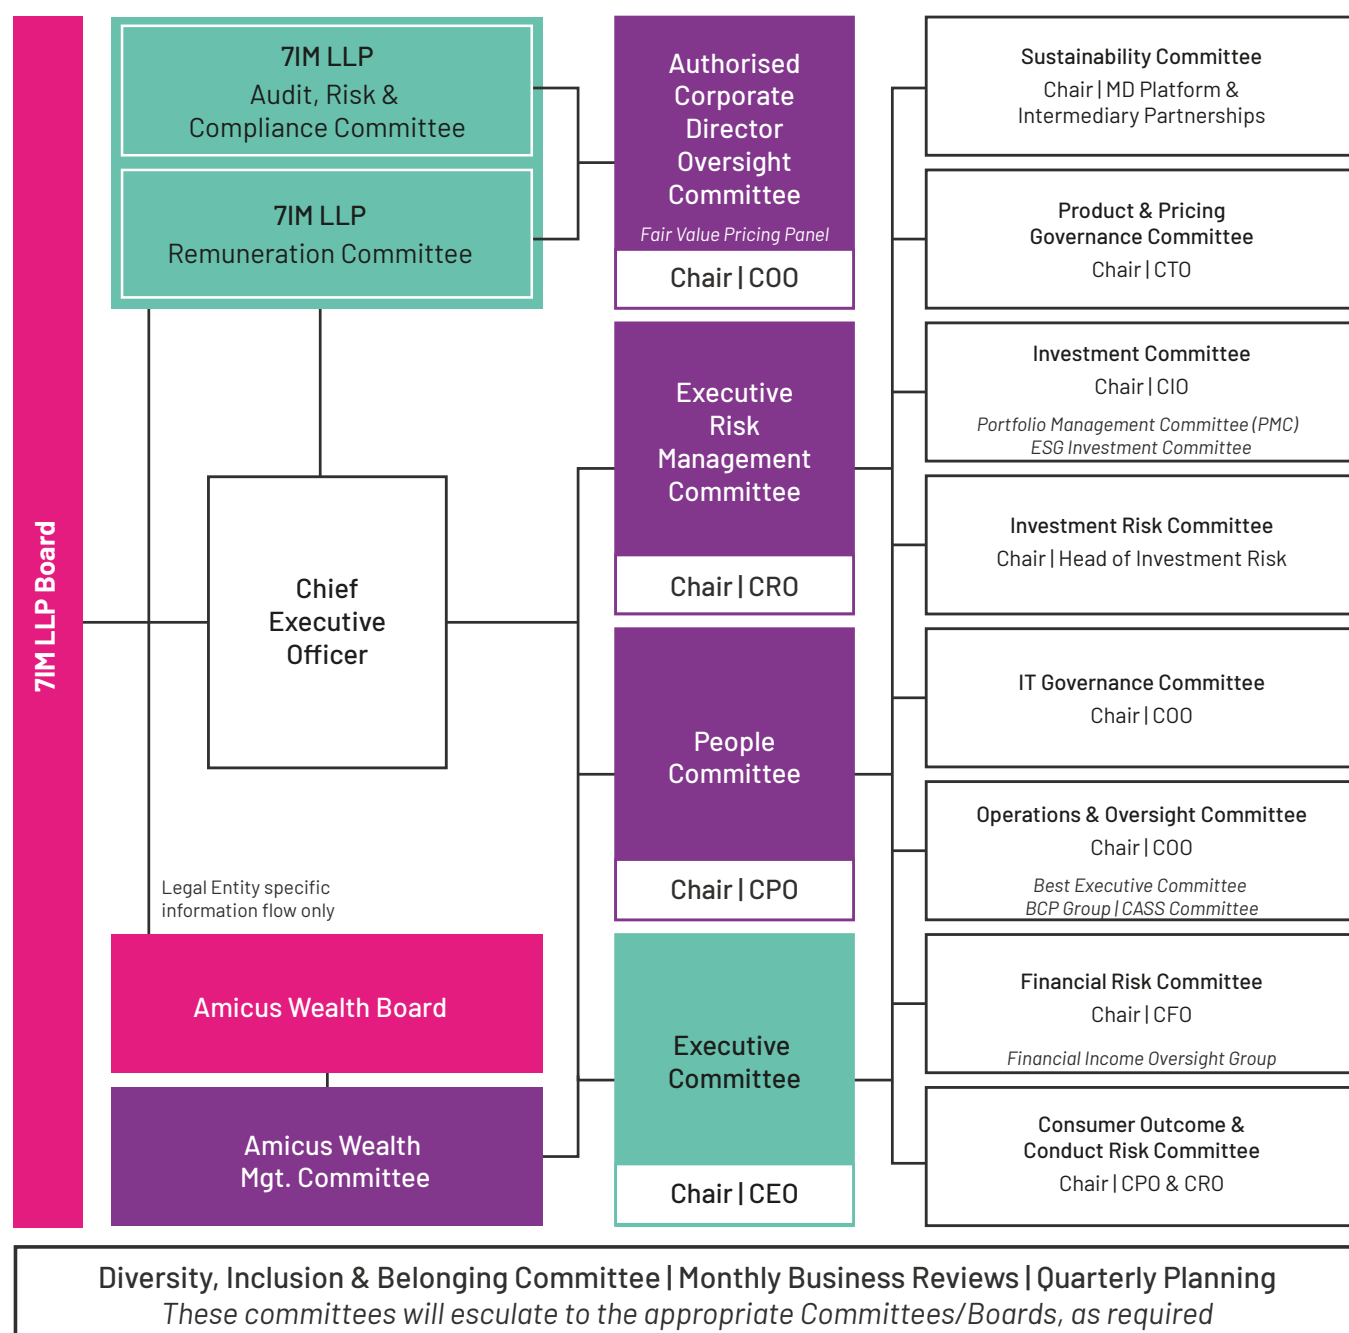 7IM LLP Board
7IM LLP
Audit, Risk &
Compliance Committee
7IM LLP
Remuneration Committee
Chief
Executive
Officer
Legal Entity specific
information flow only
Amicus Wealth Board
Amicus Wealth
Mgt. Committee
Authorised
Corporate
Director
Oversight
Committee
Fair Value Pricing Panel
Chair | COO
Executive
Risk
Management
Committee
Chair | CRO
People
Committee
Chair | CPO
Executive
Committee
Chair | CEO
Sustainability Committee
Chair | MD Platform &
Intermediary Partnerships
Product & Pricing
Governance Committee
Chair | CTO
Investment Committee
Chair | CIO
Portfolio Management Committee (PMC)
ESG Investment Committee
Investment Risk Committee
Chair | Head of Investment Risk
IT Governance Committee
Chair | COO
Operations & Oversight Committee
Chair | COO
Best Executive Committee
BCP Group | CASS Committee
Financial Risk Committee
Chair | CFO
Financial Income Oversight Group
Consumer Outcome &
Conduct Risk Committee
Chair | CPO & CRO
Diversity, Inclusion & Belonging Committee | Monthly Business Reviews | Quarterly Planning
These committees will esculate to the appropriate Committees/Boards, as required